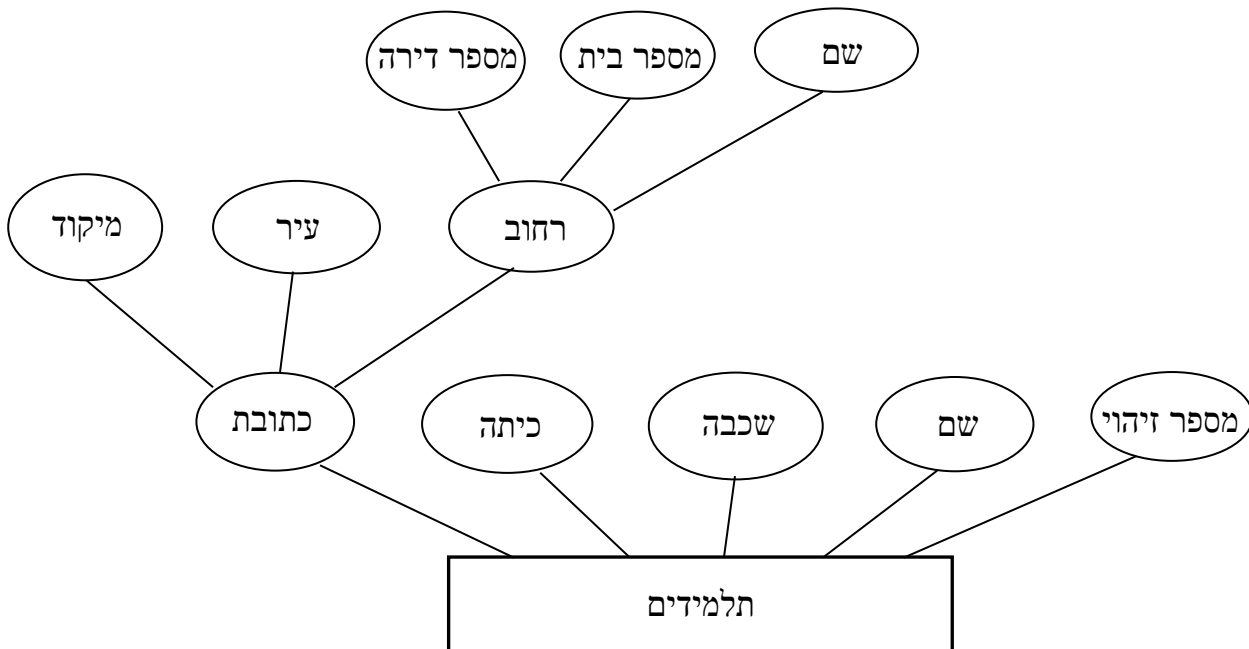 שם
מספר בית
מספר דירה
רחוב
עיר
מיקוד
מספר זיהוי
שם
שכבה
כיתה
כתובת
תלמידים